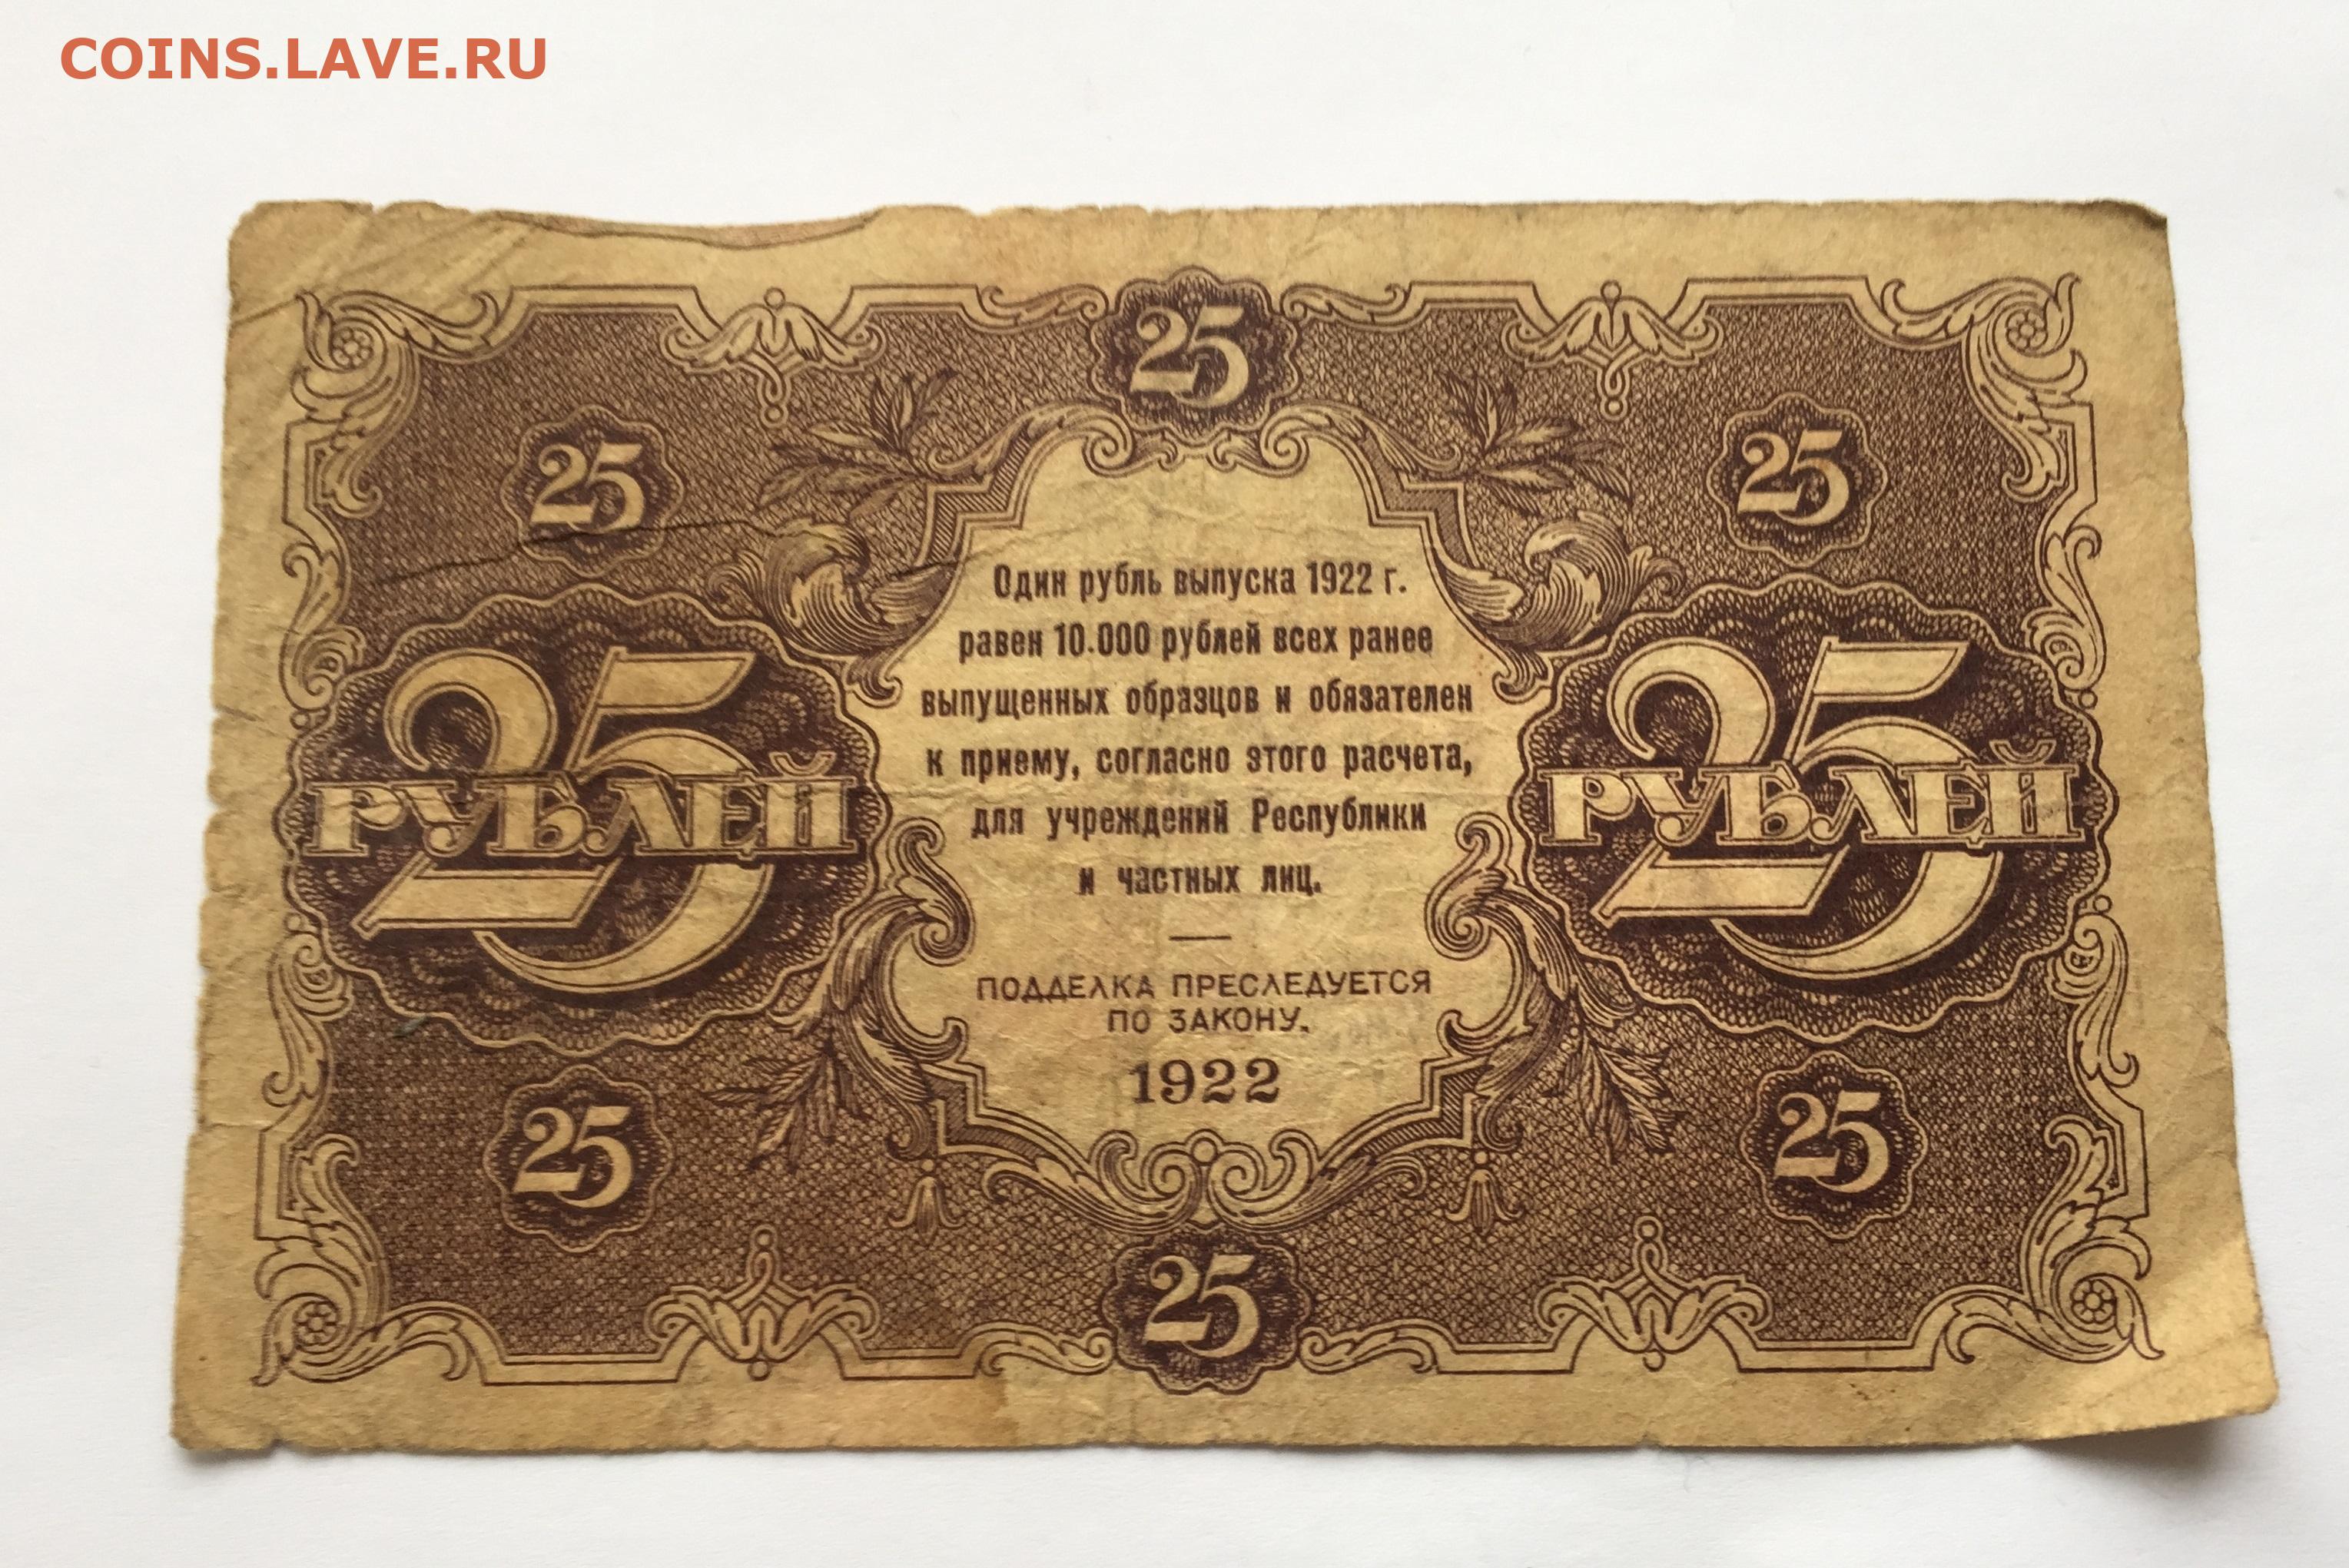 COINS.LAVE.RU
25
25
25
Один рубль выпуска 1922 г.
равен 10.000 рублей всех ранее
выпущенных образцов и обязателен
к приему, согласно этого расчета,
для учреждений Республики
и частных лиц.
25
РУБЛЕЙ
25
РУБЛЕЙ
ПОДДЕЛКА ПРЕСЛЕДУЕТСЯ
ПО ЗАКОНУ.
1922
25
25
25